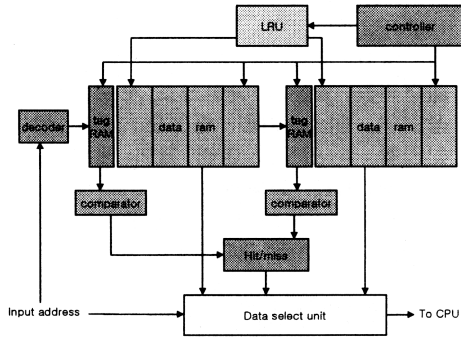 LRU
controller
decoder
tag
RAM
data ram
tag
RAM
data ram
comparator
comparator
Hit/miss
Input address
Data select unit
To CPU